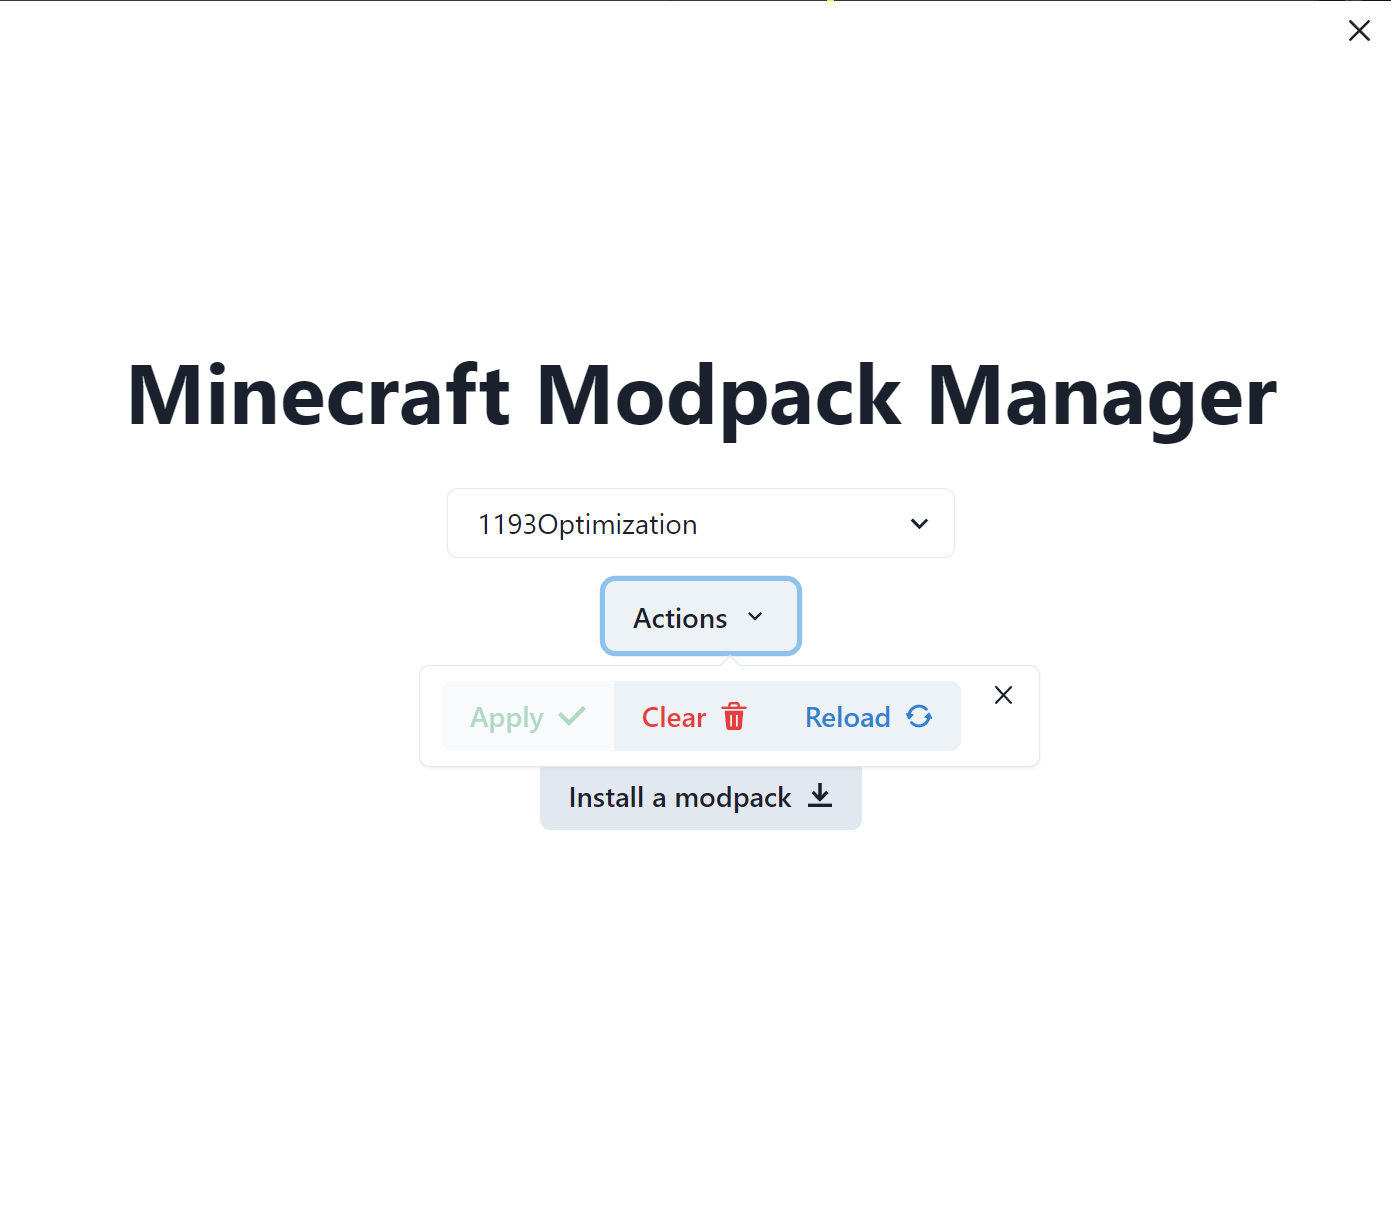 Minecraft Modpack Manager
1193Optimization
Actions
Apply Clear Reload
Install a modpack